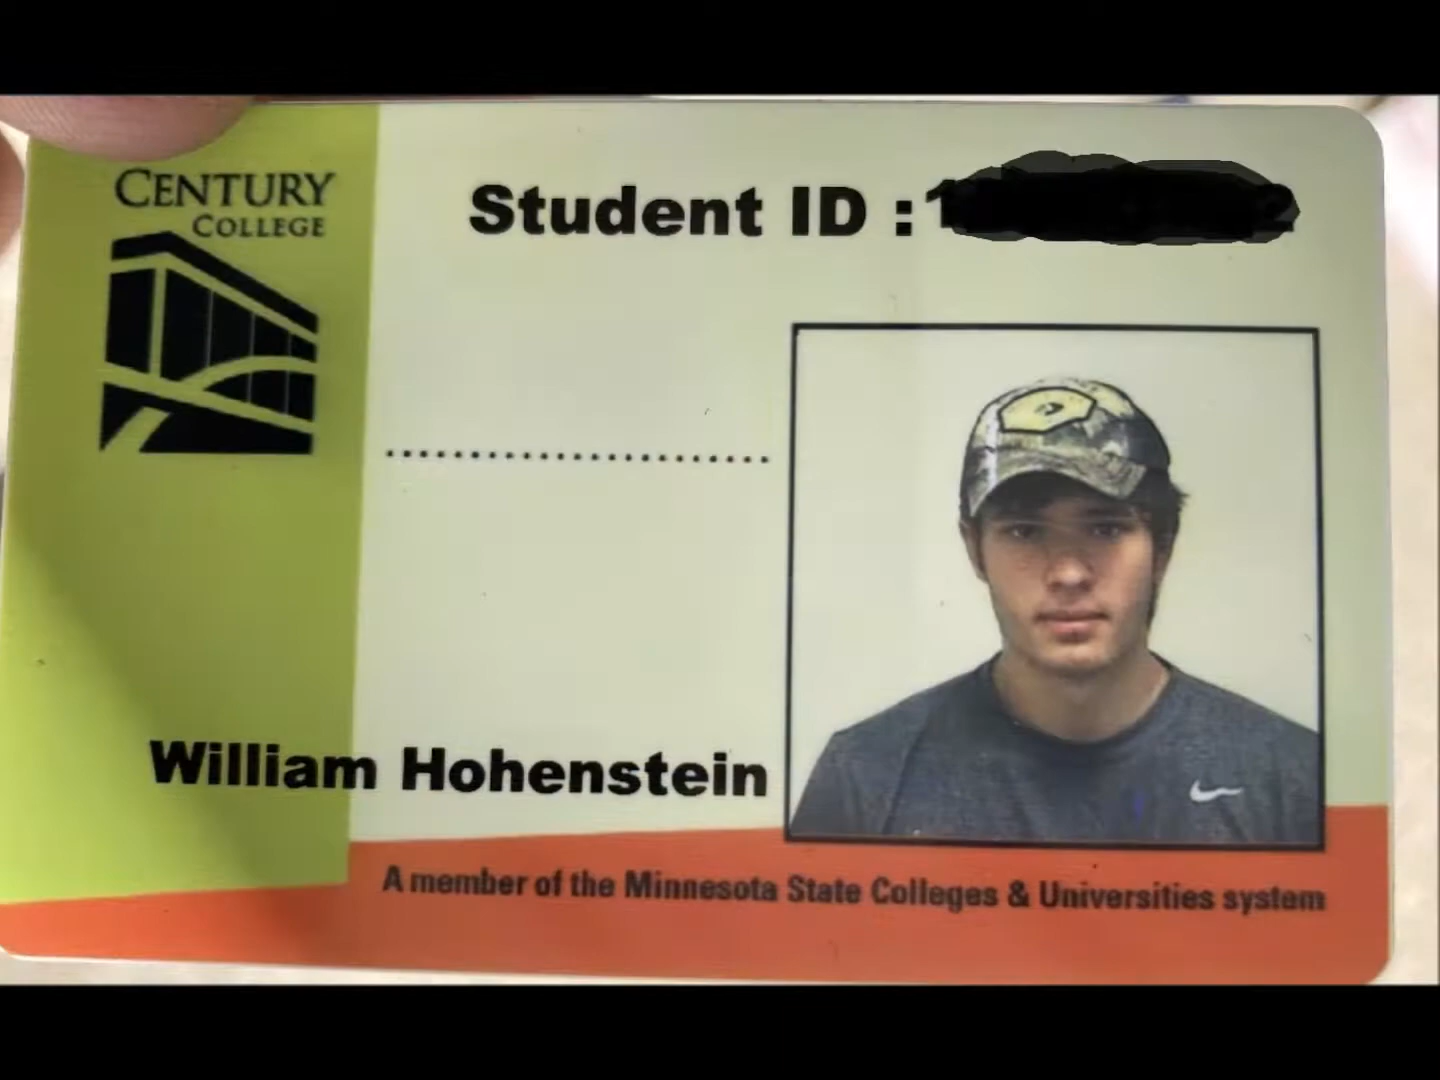 CENTURY
COLLEGE
Student ID :
William Hohenstein
A member of the Minnesota State Colleges & Universities system